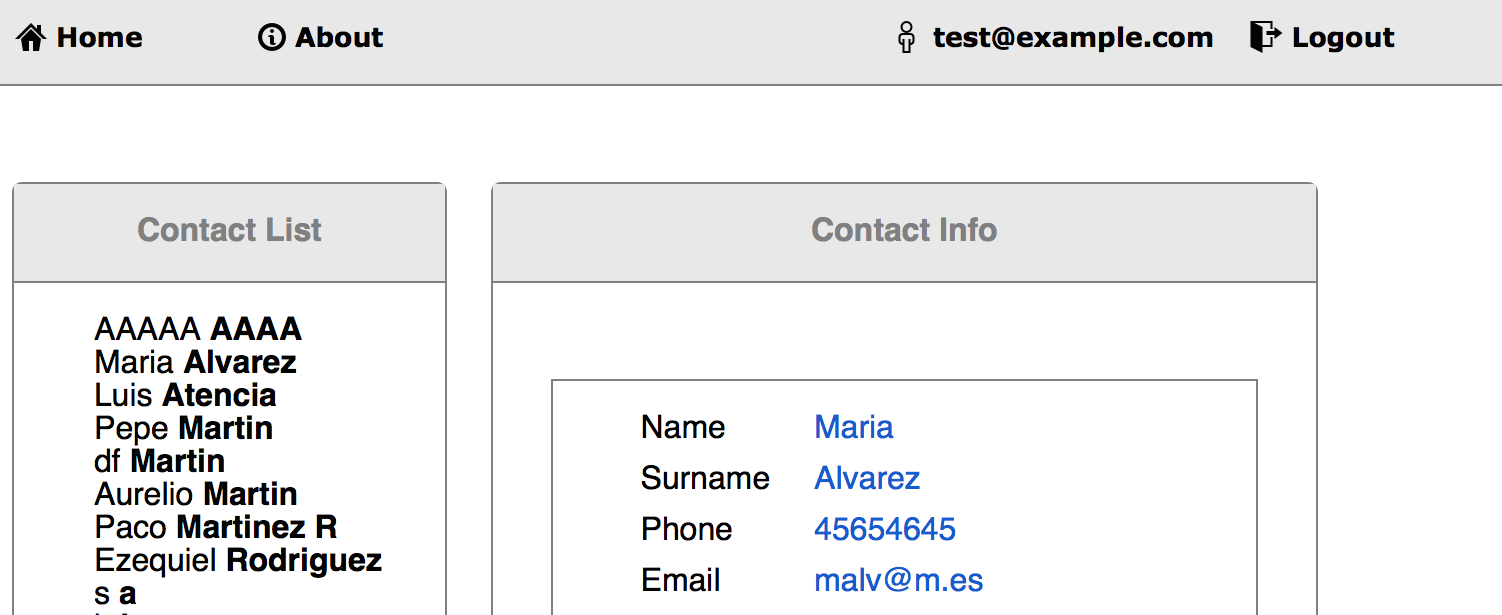 Home About test@example.com Logout
Contact List
AAAAA AAAA
Maria Alvarez
Luis Atencia
Pepe Martin
df Martin
Aurelio Martin
Paco Martinez R
Ezequiel Rodriguez
s a
Contact Info
Name Maria
Surname Alvarez
Phone 45654645
Email malv@m.es